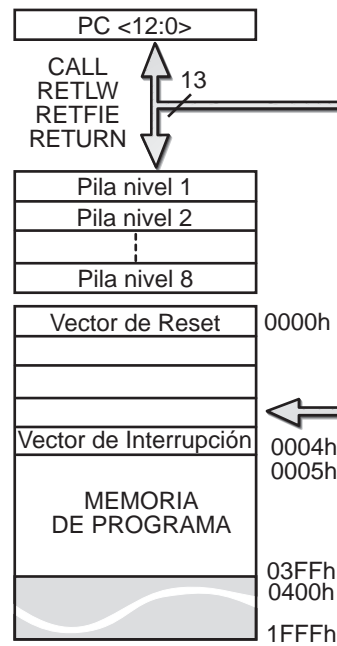 PC <12:0>
CALL
RETLW
RETFIE
RETURN
13
Pila nivel 1
Pila nivel 2
Pila nivel 8
Vector de Reset
0000h
Vector de Interrupción
0004h
0005h
MEMORIA
DE PROGRAMA
03FFh
0400h
1FFFh